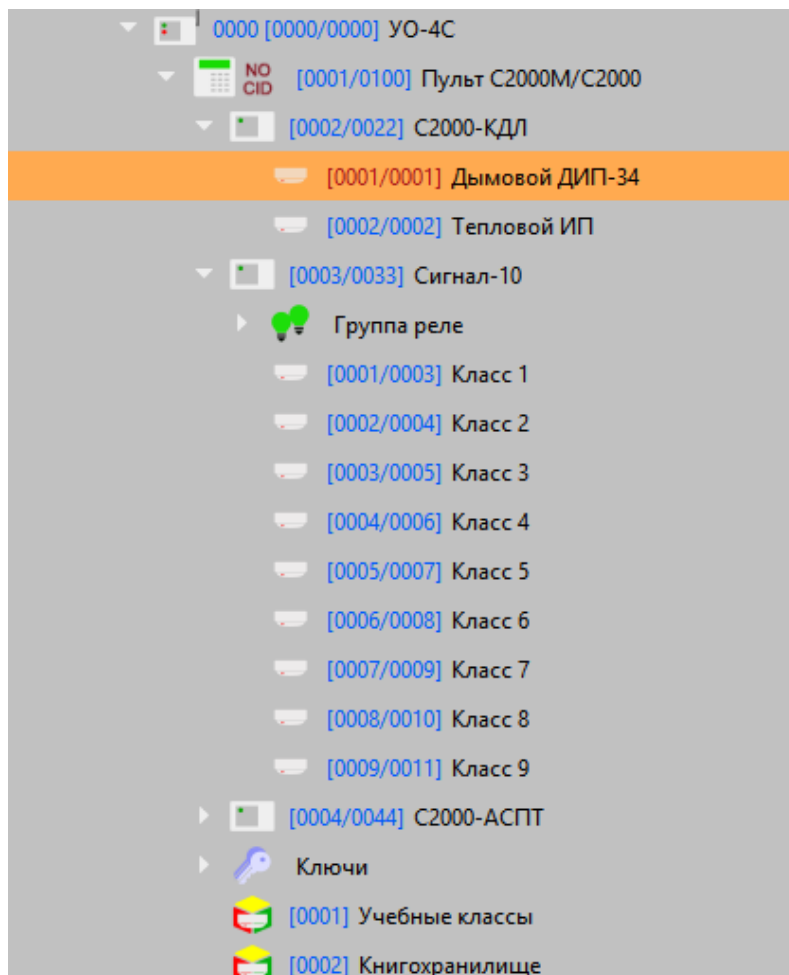 0000 [0000/0000] УО-4С
NO
CID
[0001/0100] Пульт С2000М/С2000
[0002/0022] С2000-КДЛ
[0001/0001] Дымовой ДИП-34
[0002/0002] Тепловой ИП
[0003/0033] Сигнал-10
Группа реле
[0001/0003] Класс 1
[0002/0004] Класс 2
[0003/0005] Класс 3
[0004/0006] Класс 4
[0005/0007] Класс 5
[0006/0008] Класс 6
[0007/0009] Класс 7
[0008/0010] Класс 8
[0009/0011] Класс 9
[0004/0044] С2000-АСПТ
Ключи
[0001] Учебные классы
[0002] Книгохранилище